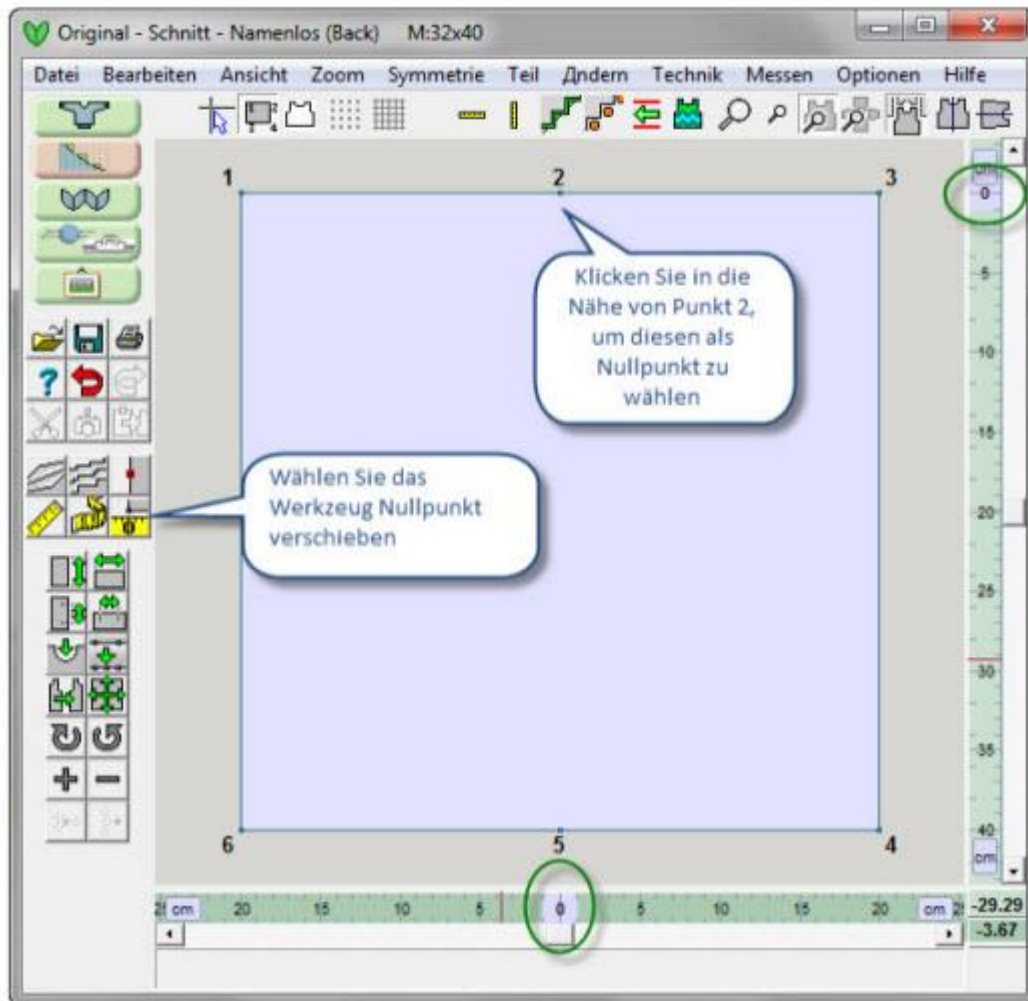 Original - Schnitt - Namenlos (Back) M:32x40
Datei Bearbeiten Ansicht Zoom Symmetrie Teil Дndern Technik Messen Optionen Hilfe
1 2 3
cm
0
5
10
15
20
25
30
35
40
cm
Klicken Sie in die
Nähe von Punkt 2,
um diesen als
Nullpunkt zu
wählen
Wählen Sie das
Werkzeug Nullpunkt
verschieben
6 5 4
cm 20 15 10 5 0 5 10 15 20 cm
-29.29
-3.67